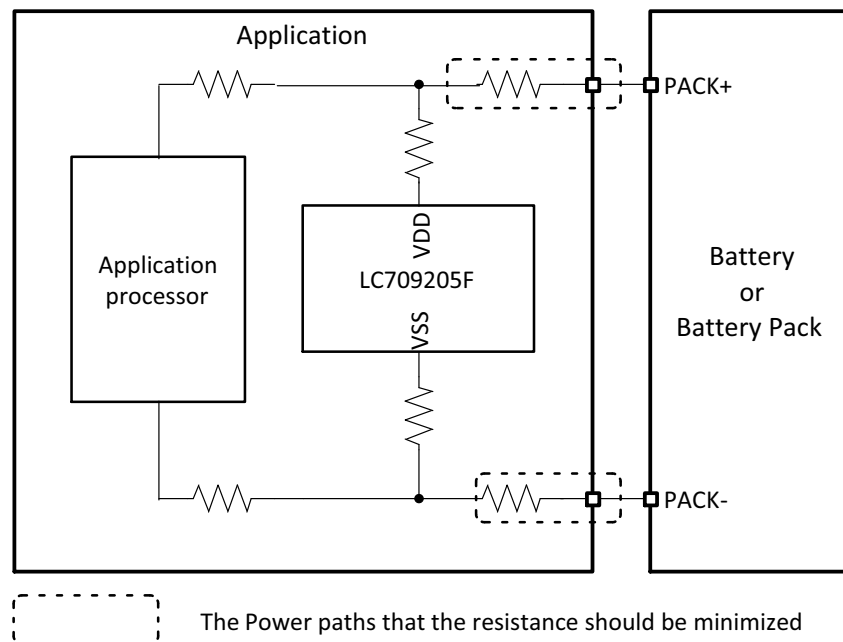 Application
PACK+
VDD
LC709205F
VSS
Application
processor
Battery
or
Battery Pack
PACK-
The Power paths that the resistance should be minimized